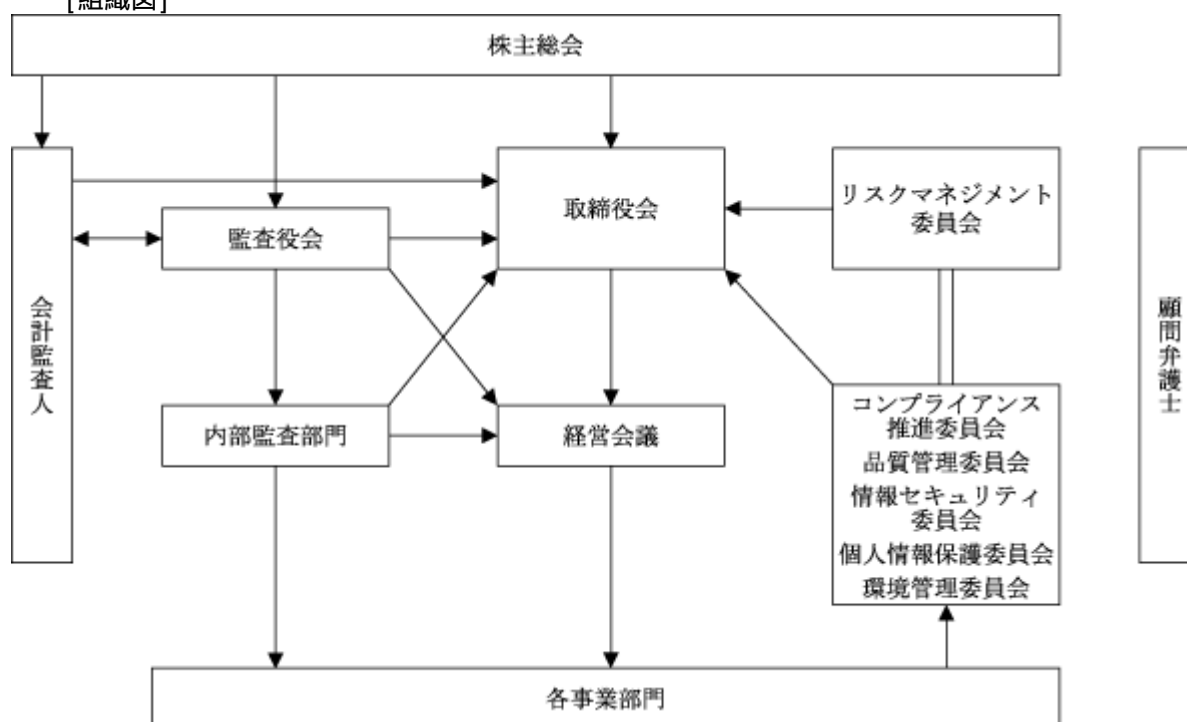 [組織図]
株主総会
取締役会
リスクマネジメント
委員会
監査役会
会計監査人
顧問弁護士
内部監査部門
経営会議
コンプライアンス
推進委員会
品質管理委員会
情報セキュリティ
委員会
個人情報保護委員会
環境管理委員会
各事業部門